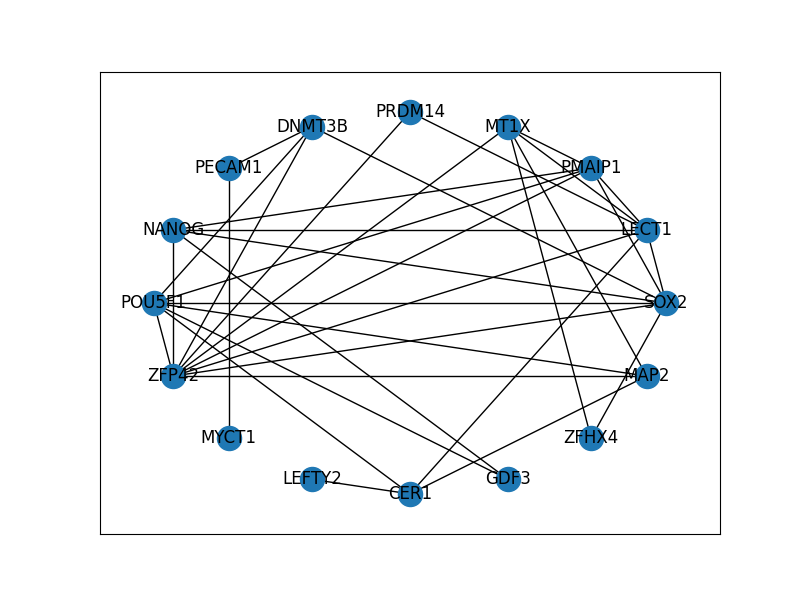 PRDM14
DNMT3B
MT1X
PECAM1
PMAIP1
NANOG
LECT1
POU5F1
SOX2
ZFP42
MAP2
MYCT1
ZFHX4
LEFTY2
GDF3
CER1